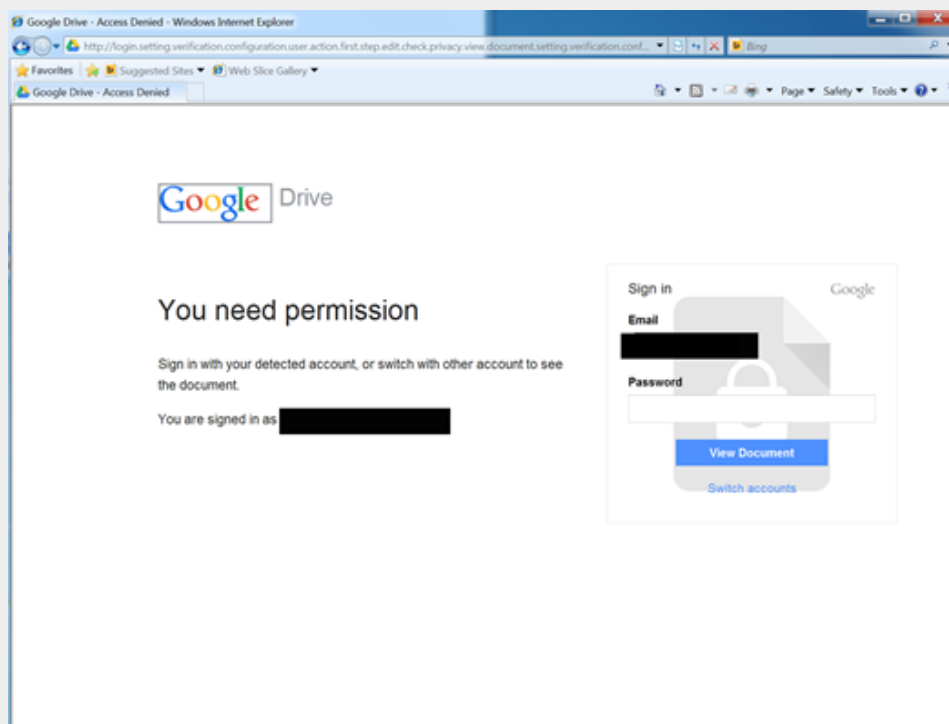 Google Drive - Access Denied - Windows Internet Explorer
http://login.setting.verification.configuration.user.action.first.step.edit.check.privacy.view.document.setting.verification.conf...
Bing
Favorites Suggested Sites Web Slice Gallery
Google Drive - Access Denied
Page Safety Tools
Google Drive
You need permission
Sign in with your detected account, or switch with other account to see
the document.
You are signed in as
Sign in Google
Email
Password
View Document
Switch accounts